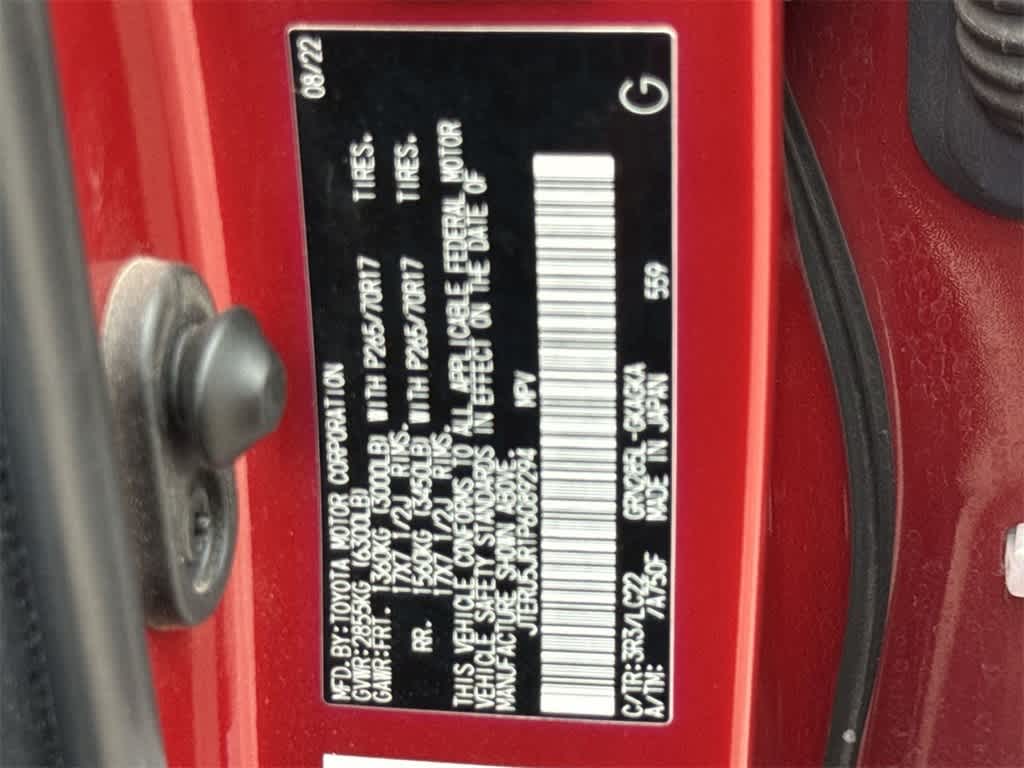 MFD. BY: TOYOTA MOTOR CORPORATION 08/22
GVWR: 2855KG (6300LB)
GAWR: FRT. 1360KG (3000LB) WITH P265/70R17 TIRES.
17X7 1/2J RIMS.
RR. 1560KG (3450LB) WITH P265/70R17 TIRES.
17X7 1/2J RIMS.
THIS VEHICLE CONFORMS TO ALL APPLICABLE FEDERAL MOTOR
VEHICLE SAFETY STANDARDS IN EFFECT ON THE DATE OF
MANUFACTURE SHOWN ABOVE.
JTERU5JR1P6089294 MPV
C/TR: 3R3/LC22 GRN285L-GKAGKA 559 G
A/TM: /A750F MADE IN JAPAN